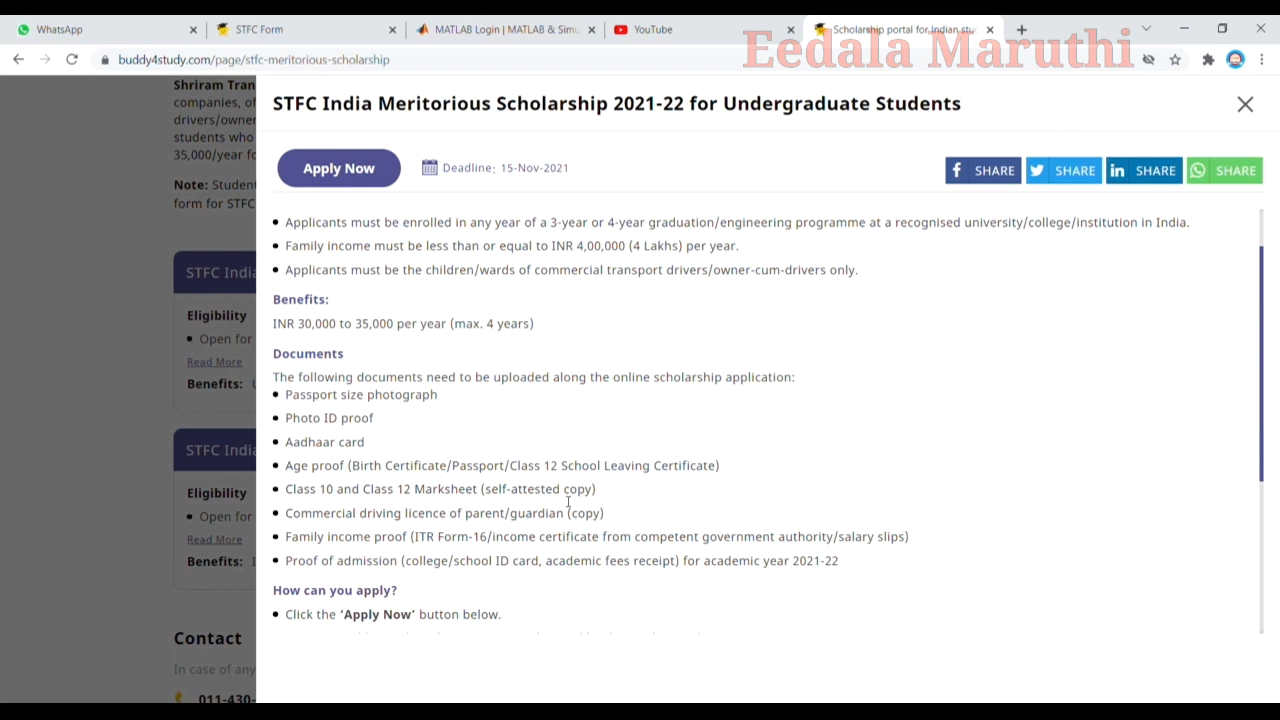 WhatsApp
STFC Form
MATLAB Login | MATLAB & Simu
YouTube
Scholarship portal for Indian stu
Eedala Maruthi
buddy4study.com/page/stfc-meritorious-scholarship
Shriram Tran
companies, of
drivers/owner
students who
35,000/year fo
Note: Student
form for STFC
STFC India
Eligibility
Open for
Read More
Benefits:
STFC India
Eligibility
Open for
Read More
Benefits: I
Contact
In case of any
011-430-
STFC India Meritorious Scholarship 2021-22 for Undergraduate Students
Apply Now
Deadline: 15-Nov-2021
SHARE SHARE SHARE SHARE
• Applicants must be enrolled in any year of a 3-year or 4-year graduation/engineering programme at a recognised university/college/institution in India.
• Family income must be less than or equal to INR 4,00,000 (4 Lakhs) per year.
• Applicants must be the children/wards of commercial transport drivers/owner-cum-drivers only.
Benefits:
INR 30,000 to 35,000 per year (max. 4 years)
Documents
The following documents need to be uploaded along the online scholarship application:
• Passport size photograph
• Photo ID proof
• Aadhaar card
• Age proof (Birth Certificate/Passport/Class 12 School Leaving Certificate)
• Class 10 and Class 12 Marksheet (self-attested copy)
• Commercial driving licence of parent/guardian (copy)
• Family income proof (ITR Form-16/income certificate from competent government authority/salary slips)
• Proof of admission (college/school ID card, academic fees receipt) for academic year 2021-22
How can you apply?
• Click the ‘Apply Now’ button below.